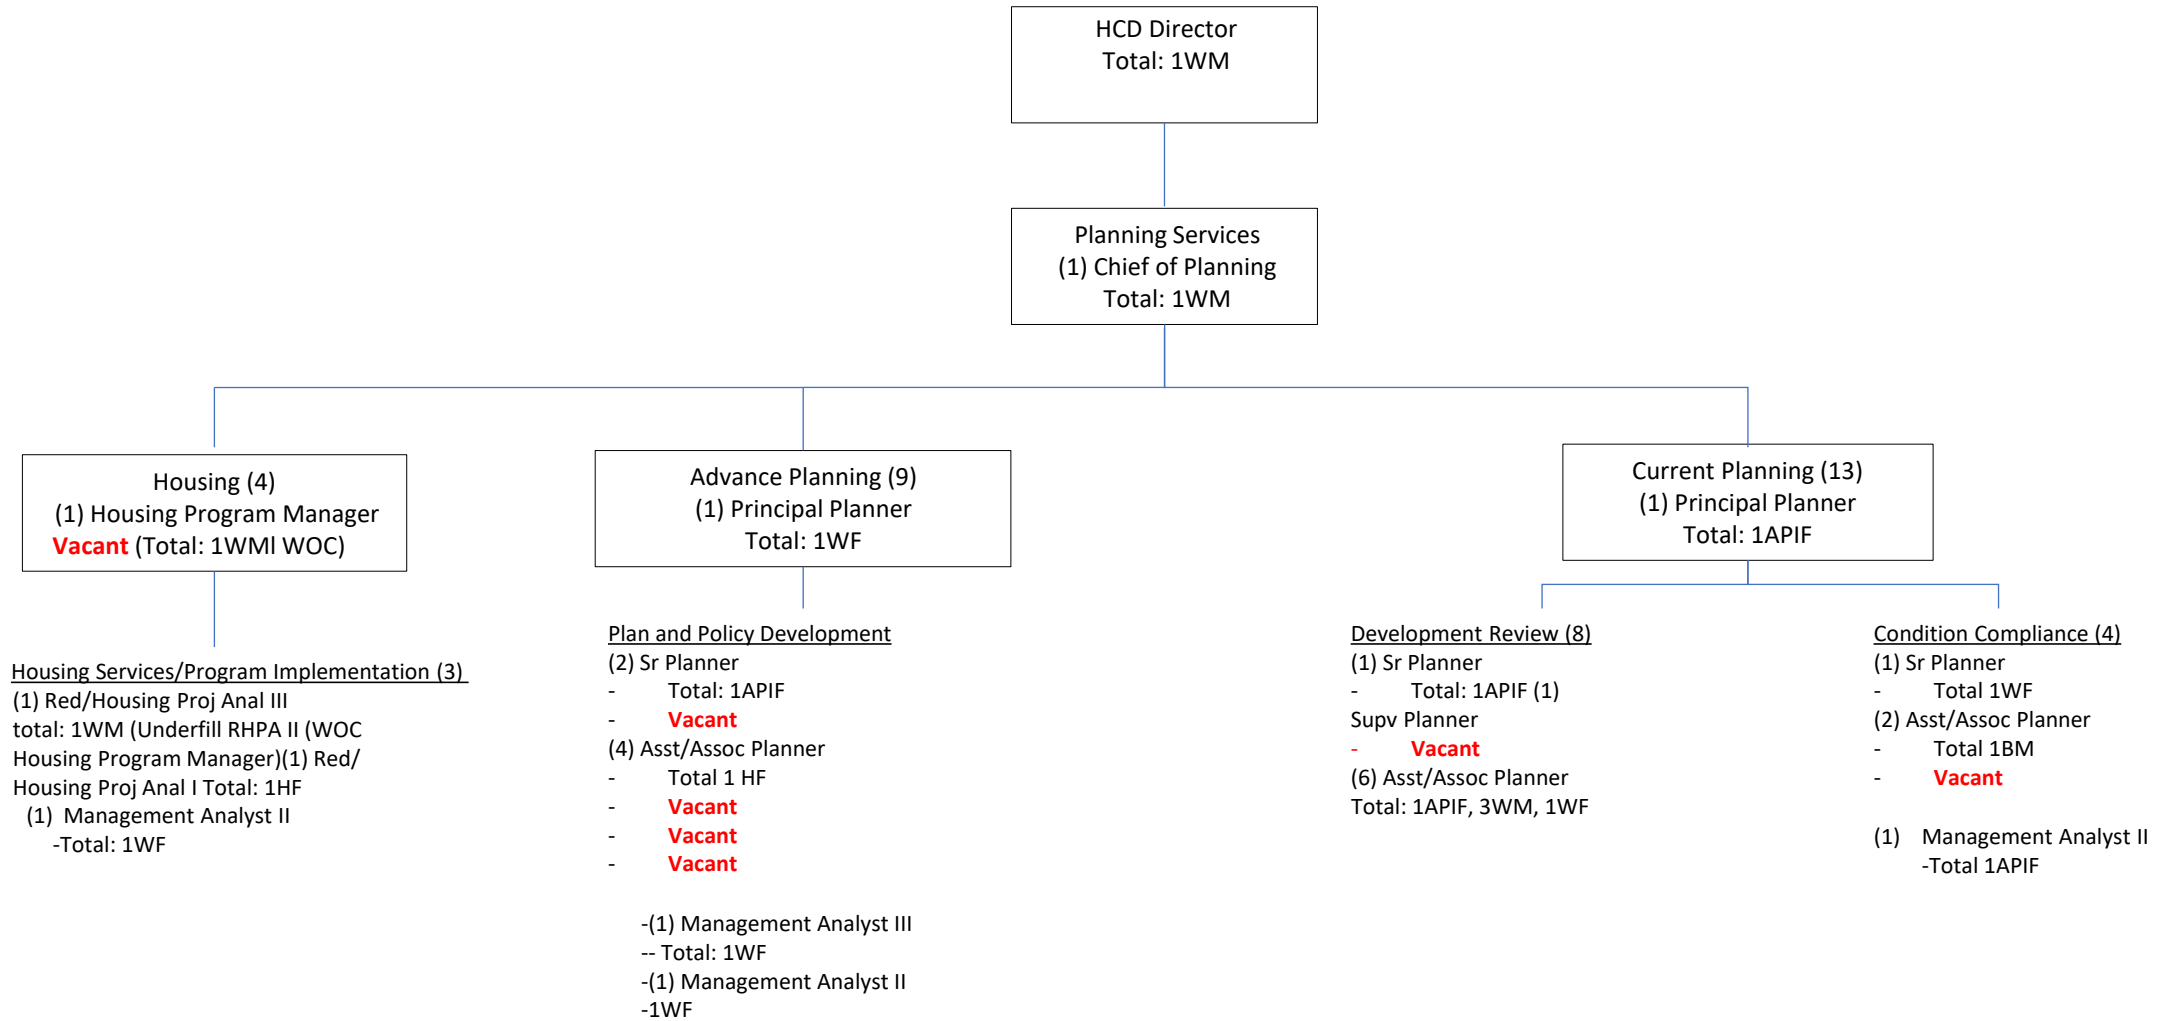 HCD Director
Total: 1WM
Planning Services
(1) Chief of Planning
Total: 1WM
Housing (4)
(1) Housing Program Manager
Vacant (Total: 1WMl WOC)
Advance Planning (9)
(1) Principal Planner
Total: 1WF
Current Planning (13)
(1) Principal Planner
Total: 1APIF
Housing Services/Program Implementation (3)
(1) Red/Housing Proj Anal III
total: 1WM (Underfill RHPA II (WOC
Housing Program Manager)(1) Red/
Housing Proj Anal I Total: 1HF
(1) Management Analyst II
-Total: 1WF
Plan and Policy Development
(2) Sr Planner
- Total: 1APIF
- Vacant
(4) Asst/Assoc Planner
- Total 1 HF
- Vacant
- Vacant
- Vacant
-(1) Management Analyst III
-- Total: 1WF
-(1) Management Analyst II
-1WF
Development Review (8)
(1) Sr Planner
- Total: 1APIF (1)
Supv Planner
- Vacant
(6) Asst/Assoc Planner
Total: 1APIF, 3WM, 1WF
Condition Compliance (4)
(1) Sr Planner
- Total 1WF
(2) Asst/Assoc Planner
- Total 1BM
- Vacant
(1) Management Analyst II
-Total 1APIF